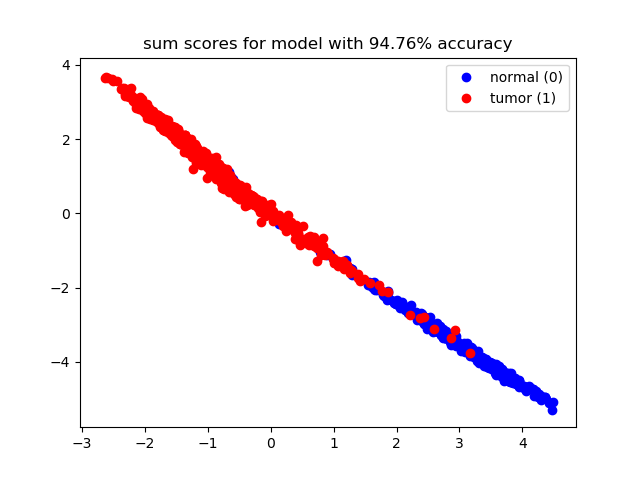 sum scores for model with 94.76% accuracy
normal (0)
tumor (1)
4
2
0
−2
−4
−3 −2 −1 0 1 2 3 4